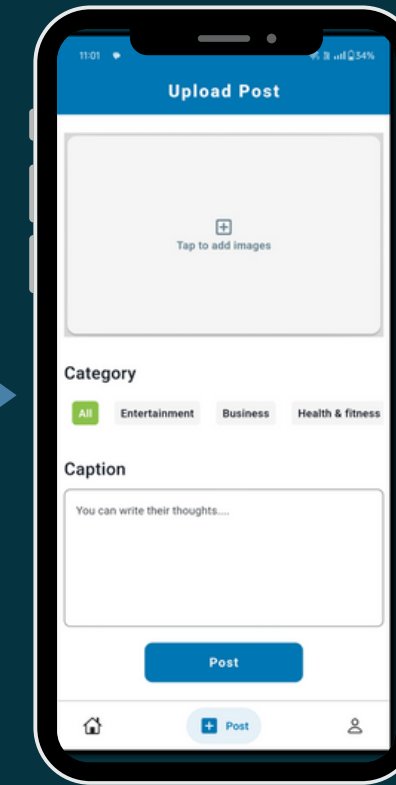 11:01 34%
Upload Post
Tap to add images
Category
All Entertainment Business Health & fitness
Caption
You can write their thoughts....
Post
Post